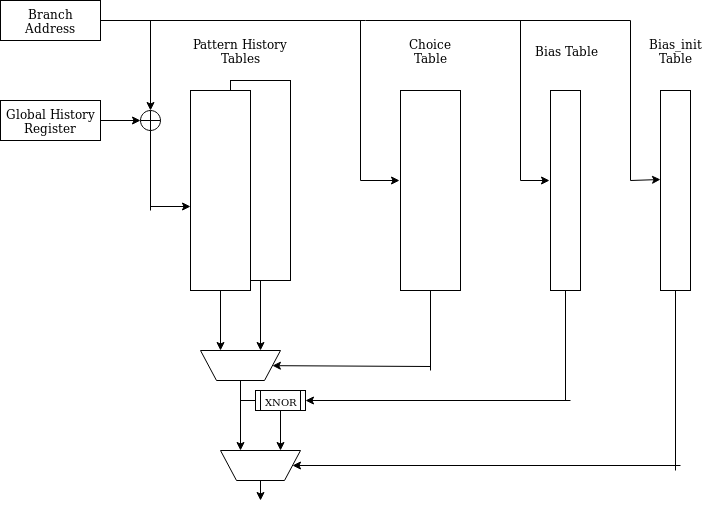 Branch
Address
Pattern History
Tables
Choice
Table
Bias Table
Bias_init
Table
Global History
Register
XNOR